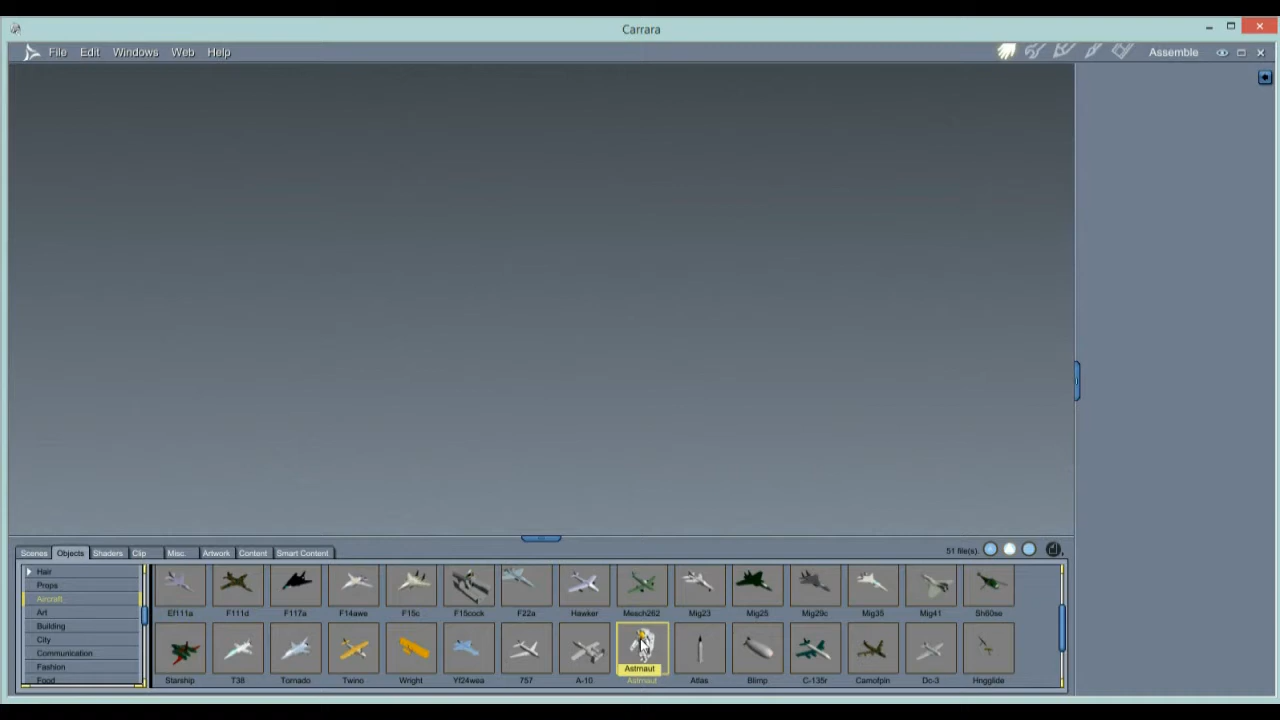 Carrara
File Edit Windows Web Help
Assemble
Scenes Objects Shaders Clip Misc. Artwork Content Smart Content
51 file(s).
Hair
Props
Aircraft
Art
Building
City
Communication
Fashion
Food
Ef111a F111d F117a F14awe F15c F15cock F22a Hawker Mesch262 Mig23 Mig25 Mig29c Mig35 Mig41 Sh60se
Astrnaut
Starship T38 Tornado Twino Wright Yf24wea 757 A-10 Astrnaut Atlas Blimp C-135r Camofpin Dc-3 Hngglide